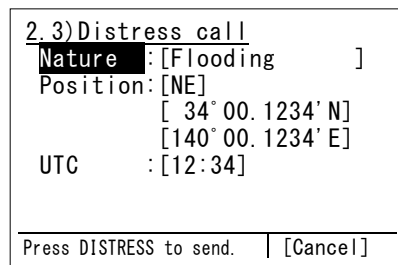 2.3)Distress call
Nature :[Flooding ]
Position:[NE]
[ 34°00.1234'N]
[140°00.1234'E]
UTC :[12:34]
Press DISTRESS to send. [Cancel]